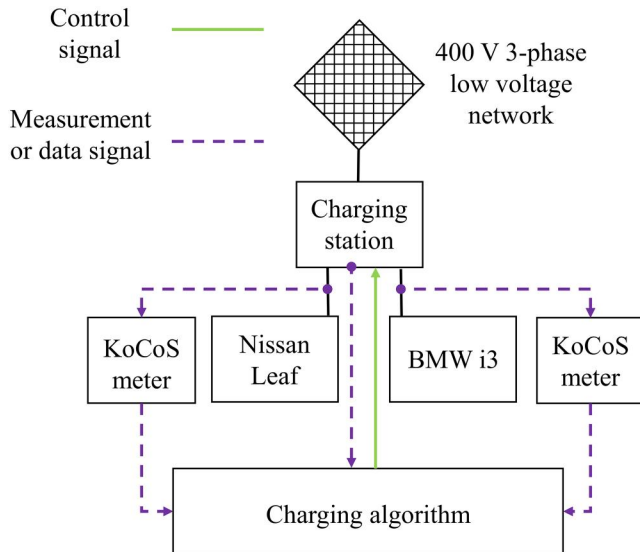 Control
signal
400 V 3-phase
low voltage
network
Measurement
or data signal
Charging
station
KoCoS
meter
Nissan
Leaf
BMW i3
KoCoS
meter
Charging algorithm